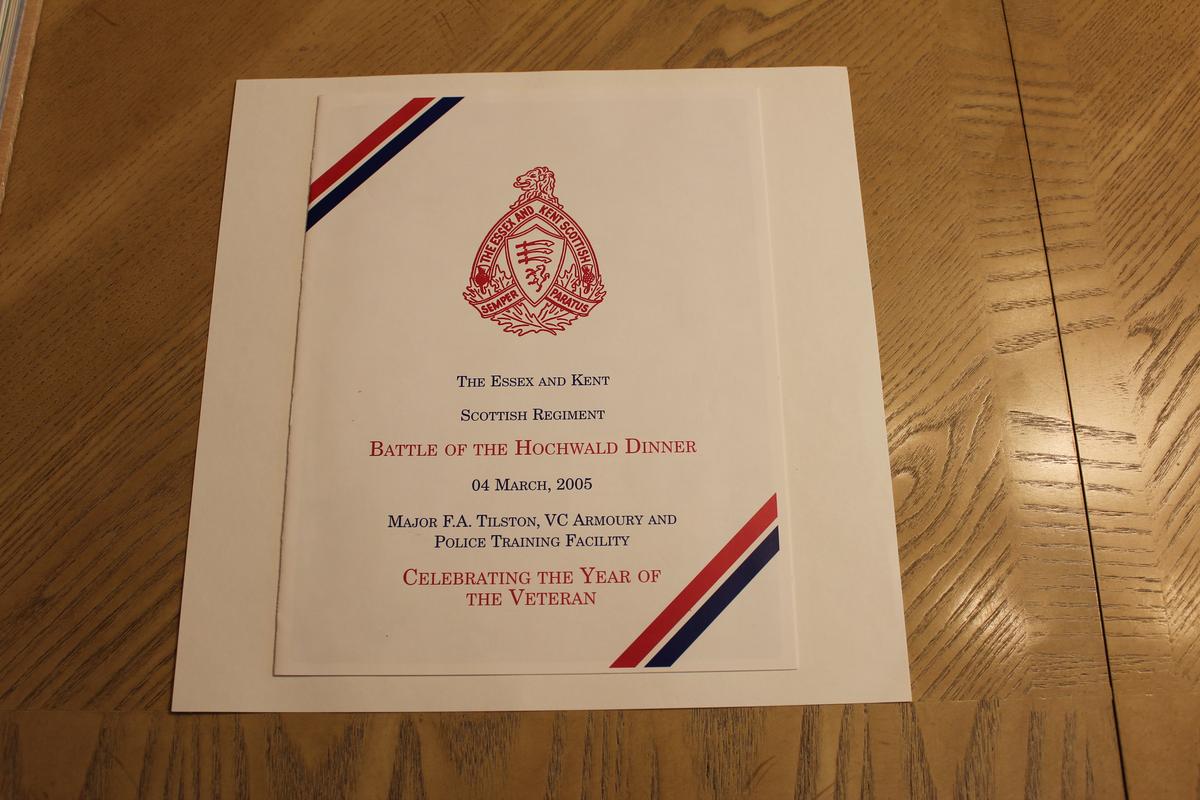 THE ESSEX AND KENT SCOTTISH
SEMPER PARATUS
THE ESSEX AND KENT
SCOTTISH REGIMENT
BATTLE OF THE HOCHWALD DINNER
04 MARCH, 2005
MAJOR F.A. TILSTON, VC ARMOURY AND
POLICE TRAINING FACILITY
CELEBRATING THE YEAR OF
THE VETERAN